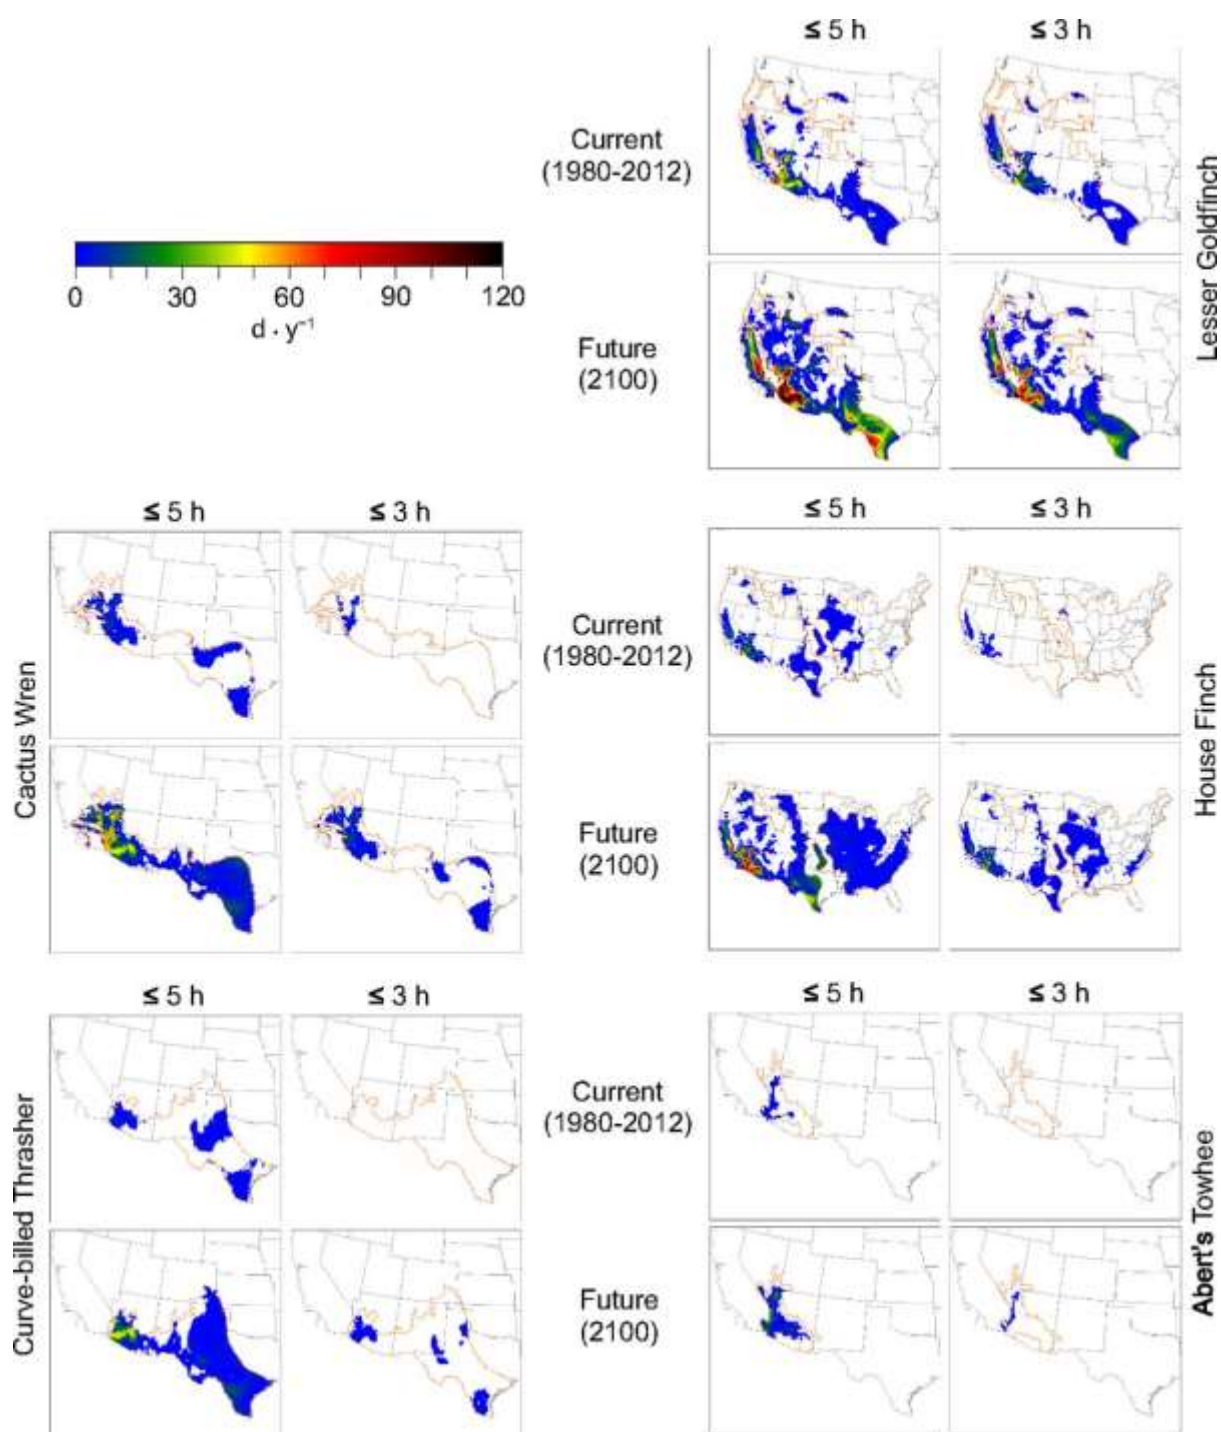 ≤ 5 h ≤ 3 h
Current
(1980-2012)
0 30 60 90 120
d · y⁻¹
Future
(2100)
Lesser Goldfinch
≤ 5 h ≤ 3 h
Cactus Wren
≤ 5 h ≤ 3 h
Current
(1980-2012)
Future
(2100)
House Finch
≤ 5 h ≤ 3 h
Curve-billed Thrasher
≤ 5 h ≤ 3 h
Current
(1980-2012)
Future
(2100)
Abert's Towhee